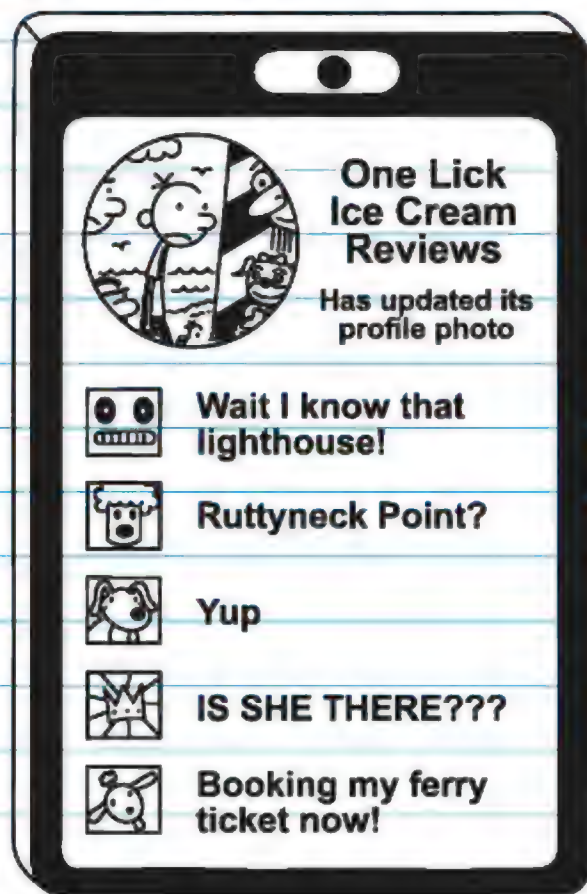 One Lick
Ice Cream
Reviews
Has updated its
profile photo
Wait I know that
lighthouse!
Ruttyneck Point?
Yup
IS SHE THERE???
Booking my ferry
ticket now!